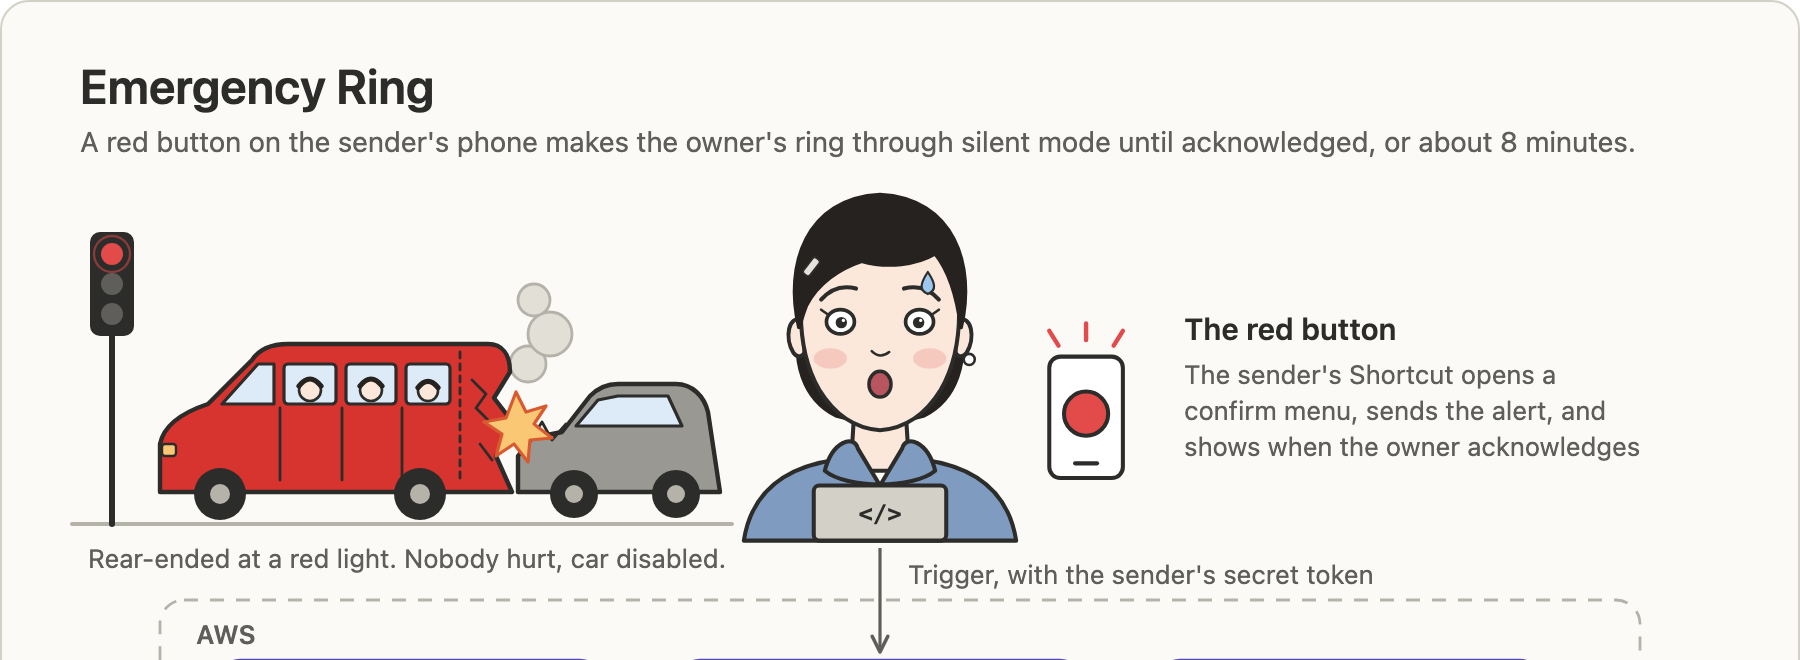 Emergency Ring
A red button on the sender's phone makes the owner's ring through silent mode until acknowledged, or about 8 minutes.
The red button
The sender's Shortcut opens a
confirm menu, sends the alert, and
shows when the owner acknowledges
</>
Rear-ended at a red light. Nobody hurt, car disabled.
Trigger, with the sender's secret token
AWS